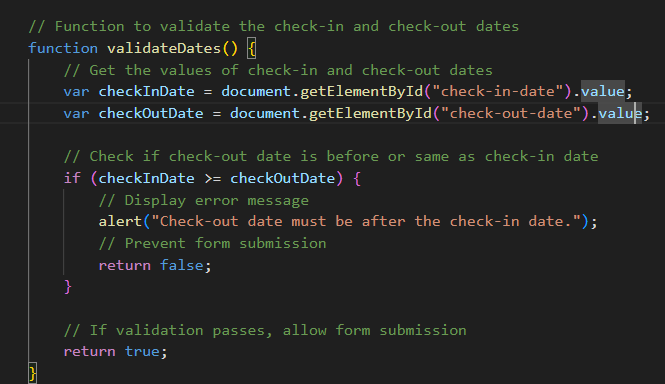 // Function to validate the check-in and check-out dates
function validateDates() {
// Get the values of check-in and check-out dates
var checkInDate = document.getElementById("check-in-date").value;
var checkOutDate = document.getElementById("check-out-date").value;
// Check if check-out date is before or same as check-in date
if (checkInDate >= checkOutDate) {
// Display error message
alert("Check-out date must be after the check-in date.");
// Prevent form submission
return false;
}
// If validation passes, allow form submission
return true;
}